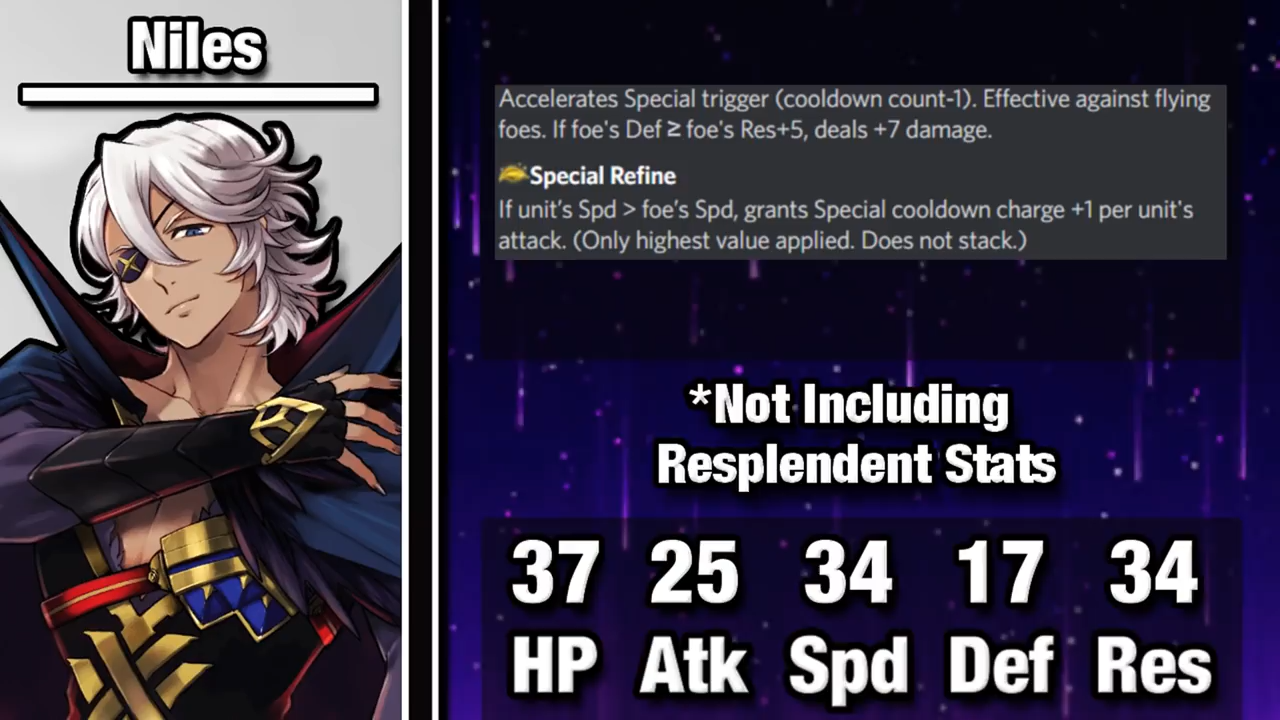 Niles
Accelerates Special trigger (cooldown count-1). Effective against flying
foes. If foe's Def ≥ foe's Res+5, deals +7 damage.
Special Refine
If unit's Spd > foe's Spd, grants Special cooldown charge +1 per unit's
attack. (Only highest value applied. Does not stack.)
*Not Including
Resplendent Stats
37 25 34 17 34
HP Atk Spd Def Res